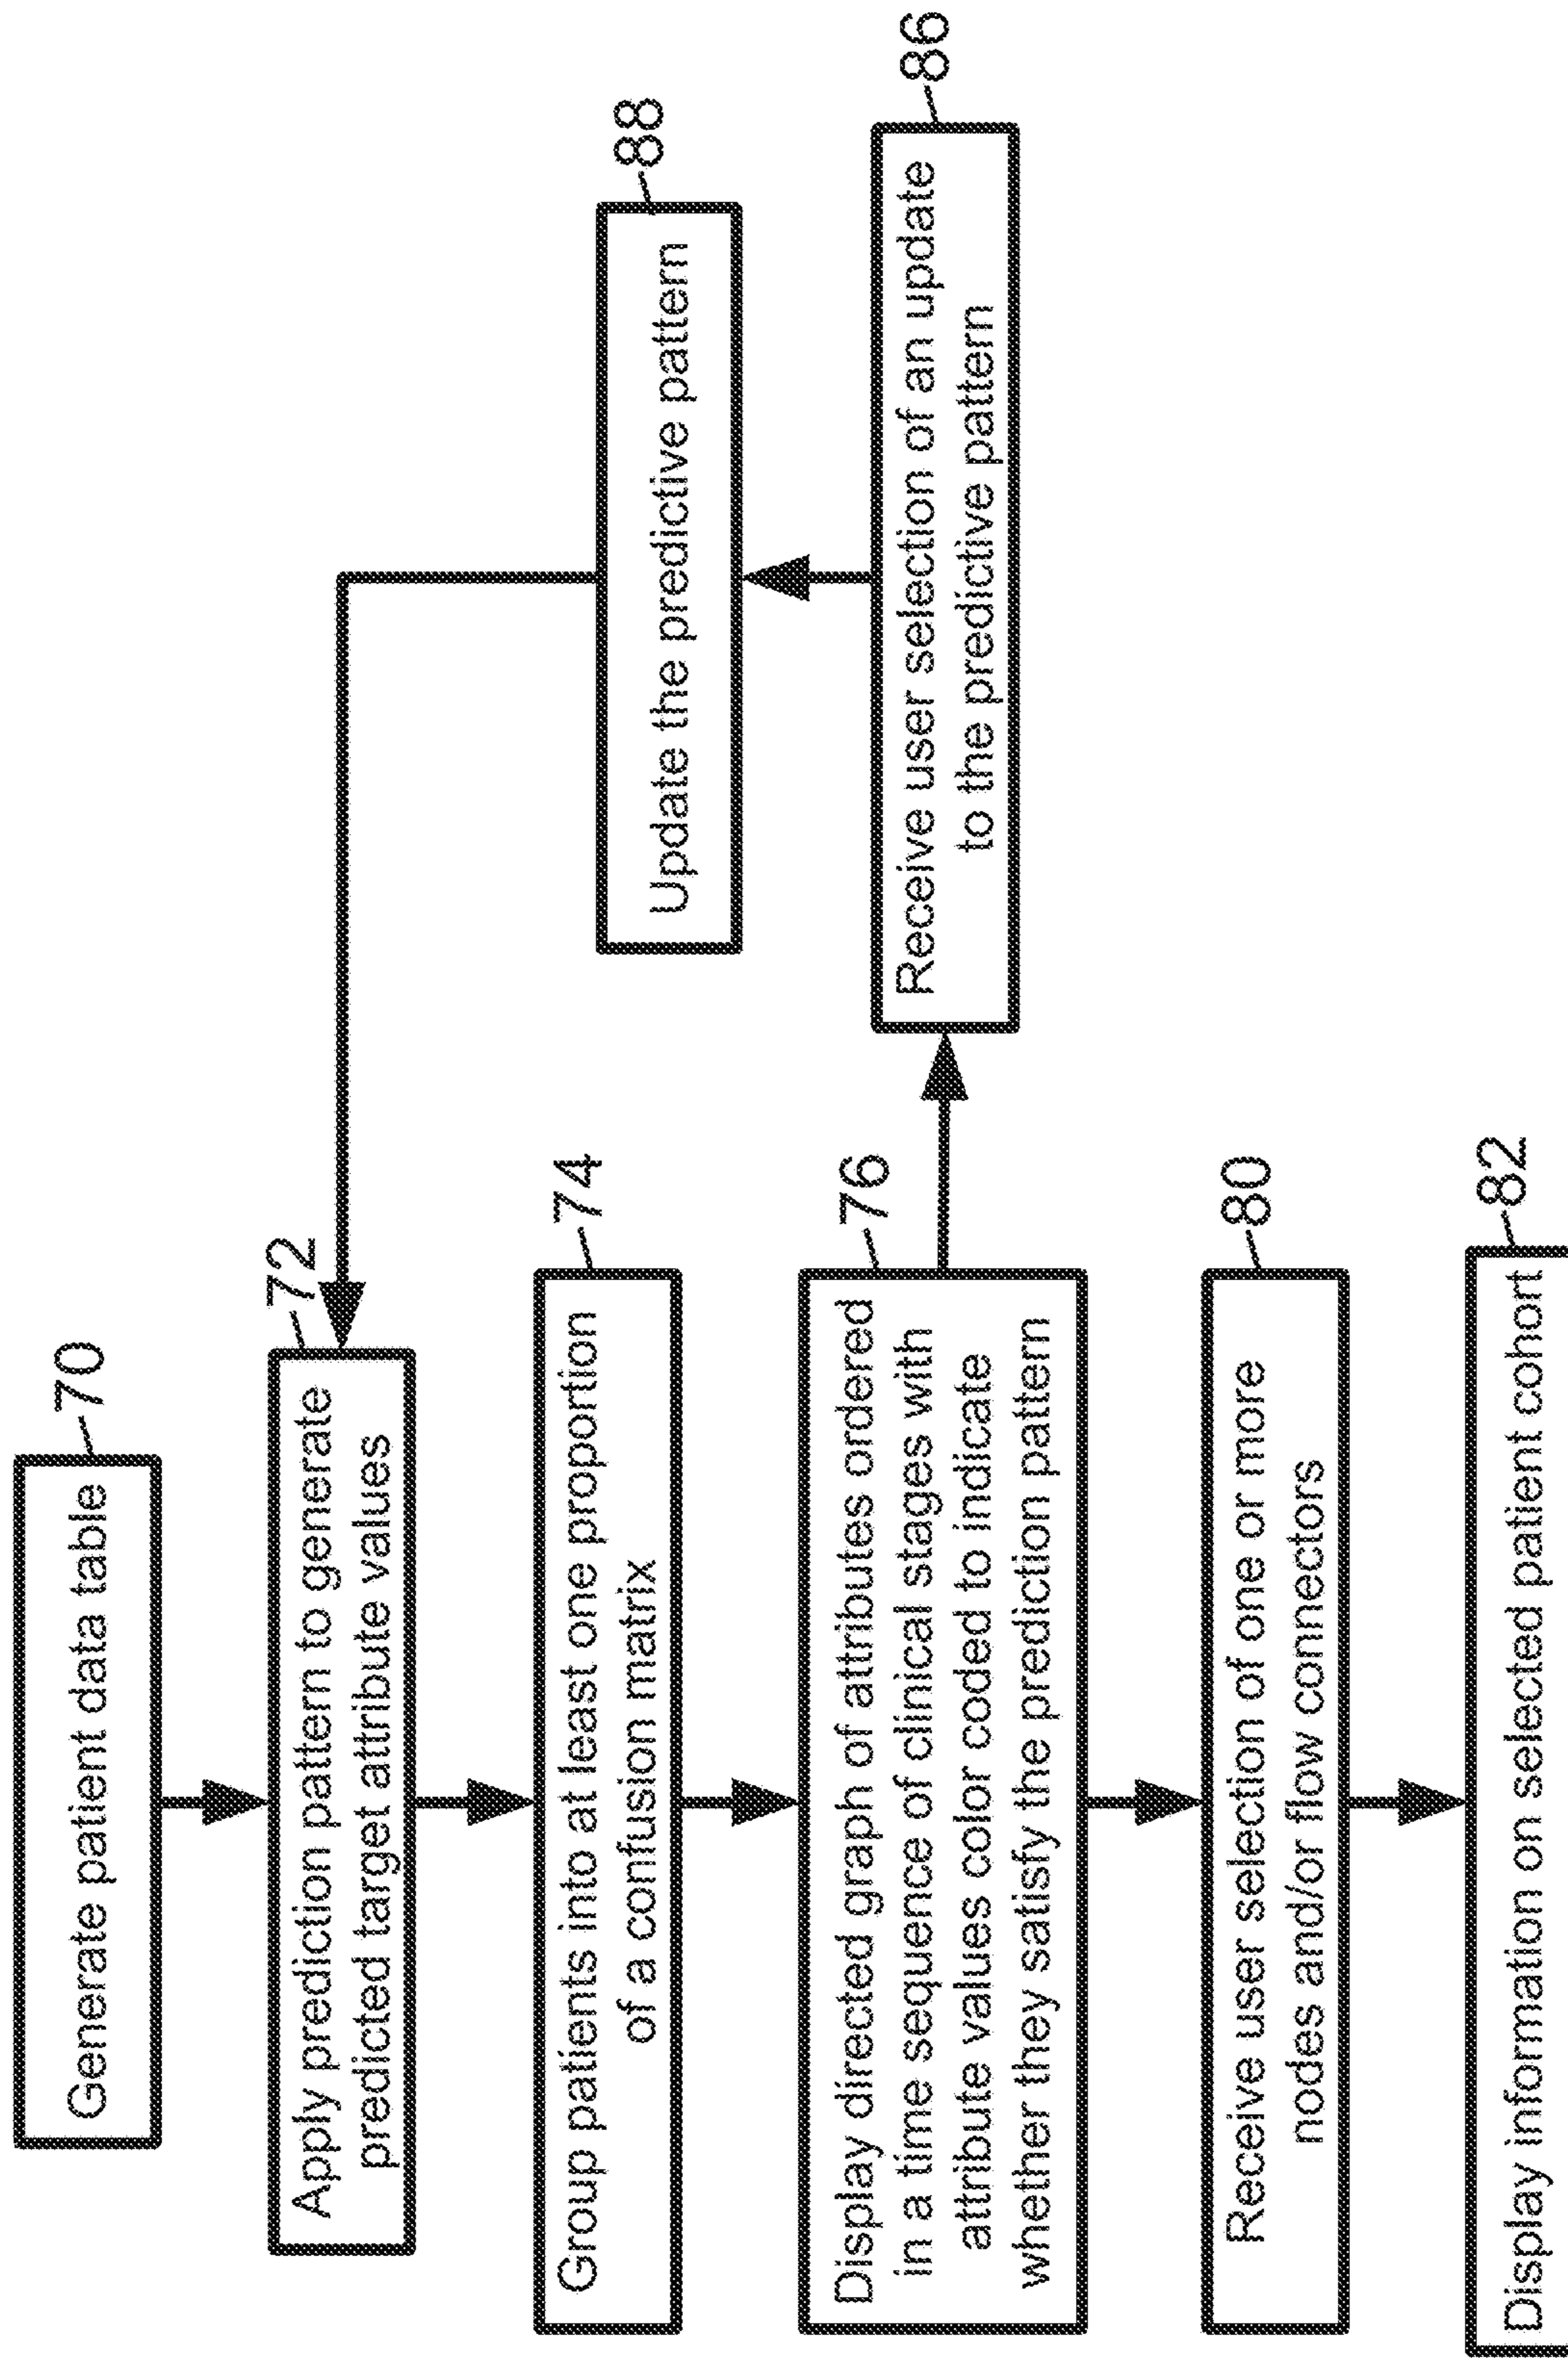 70
Generate patient data table
72
Apply prediction pattern to generate
predicted target attribute values
74
Group patients into at least one proportion
of a confusion matrix
76
Display directed graph of attributes ordered
in a time sequence of clinical stages with
attribute values color coded to indicate
whether they satisfy the prediction pattern
80
Receive user selection of one or more
nodes and/or flow connectors
82
Display information on selected patient cohort
88
Update the predictive pattern
86
Receive user selection of an update
to the predictive pattern